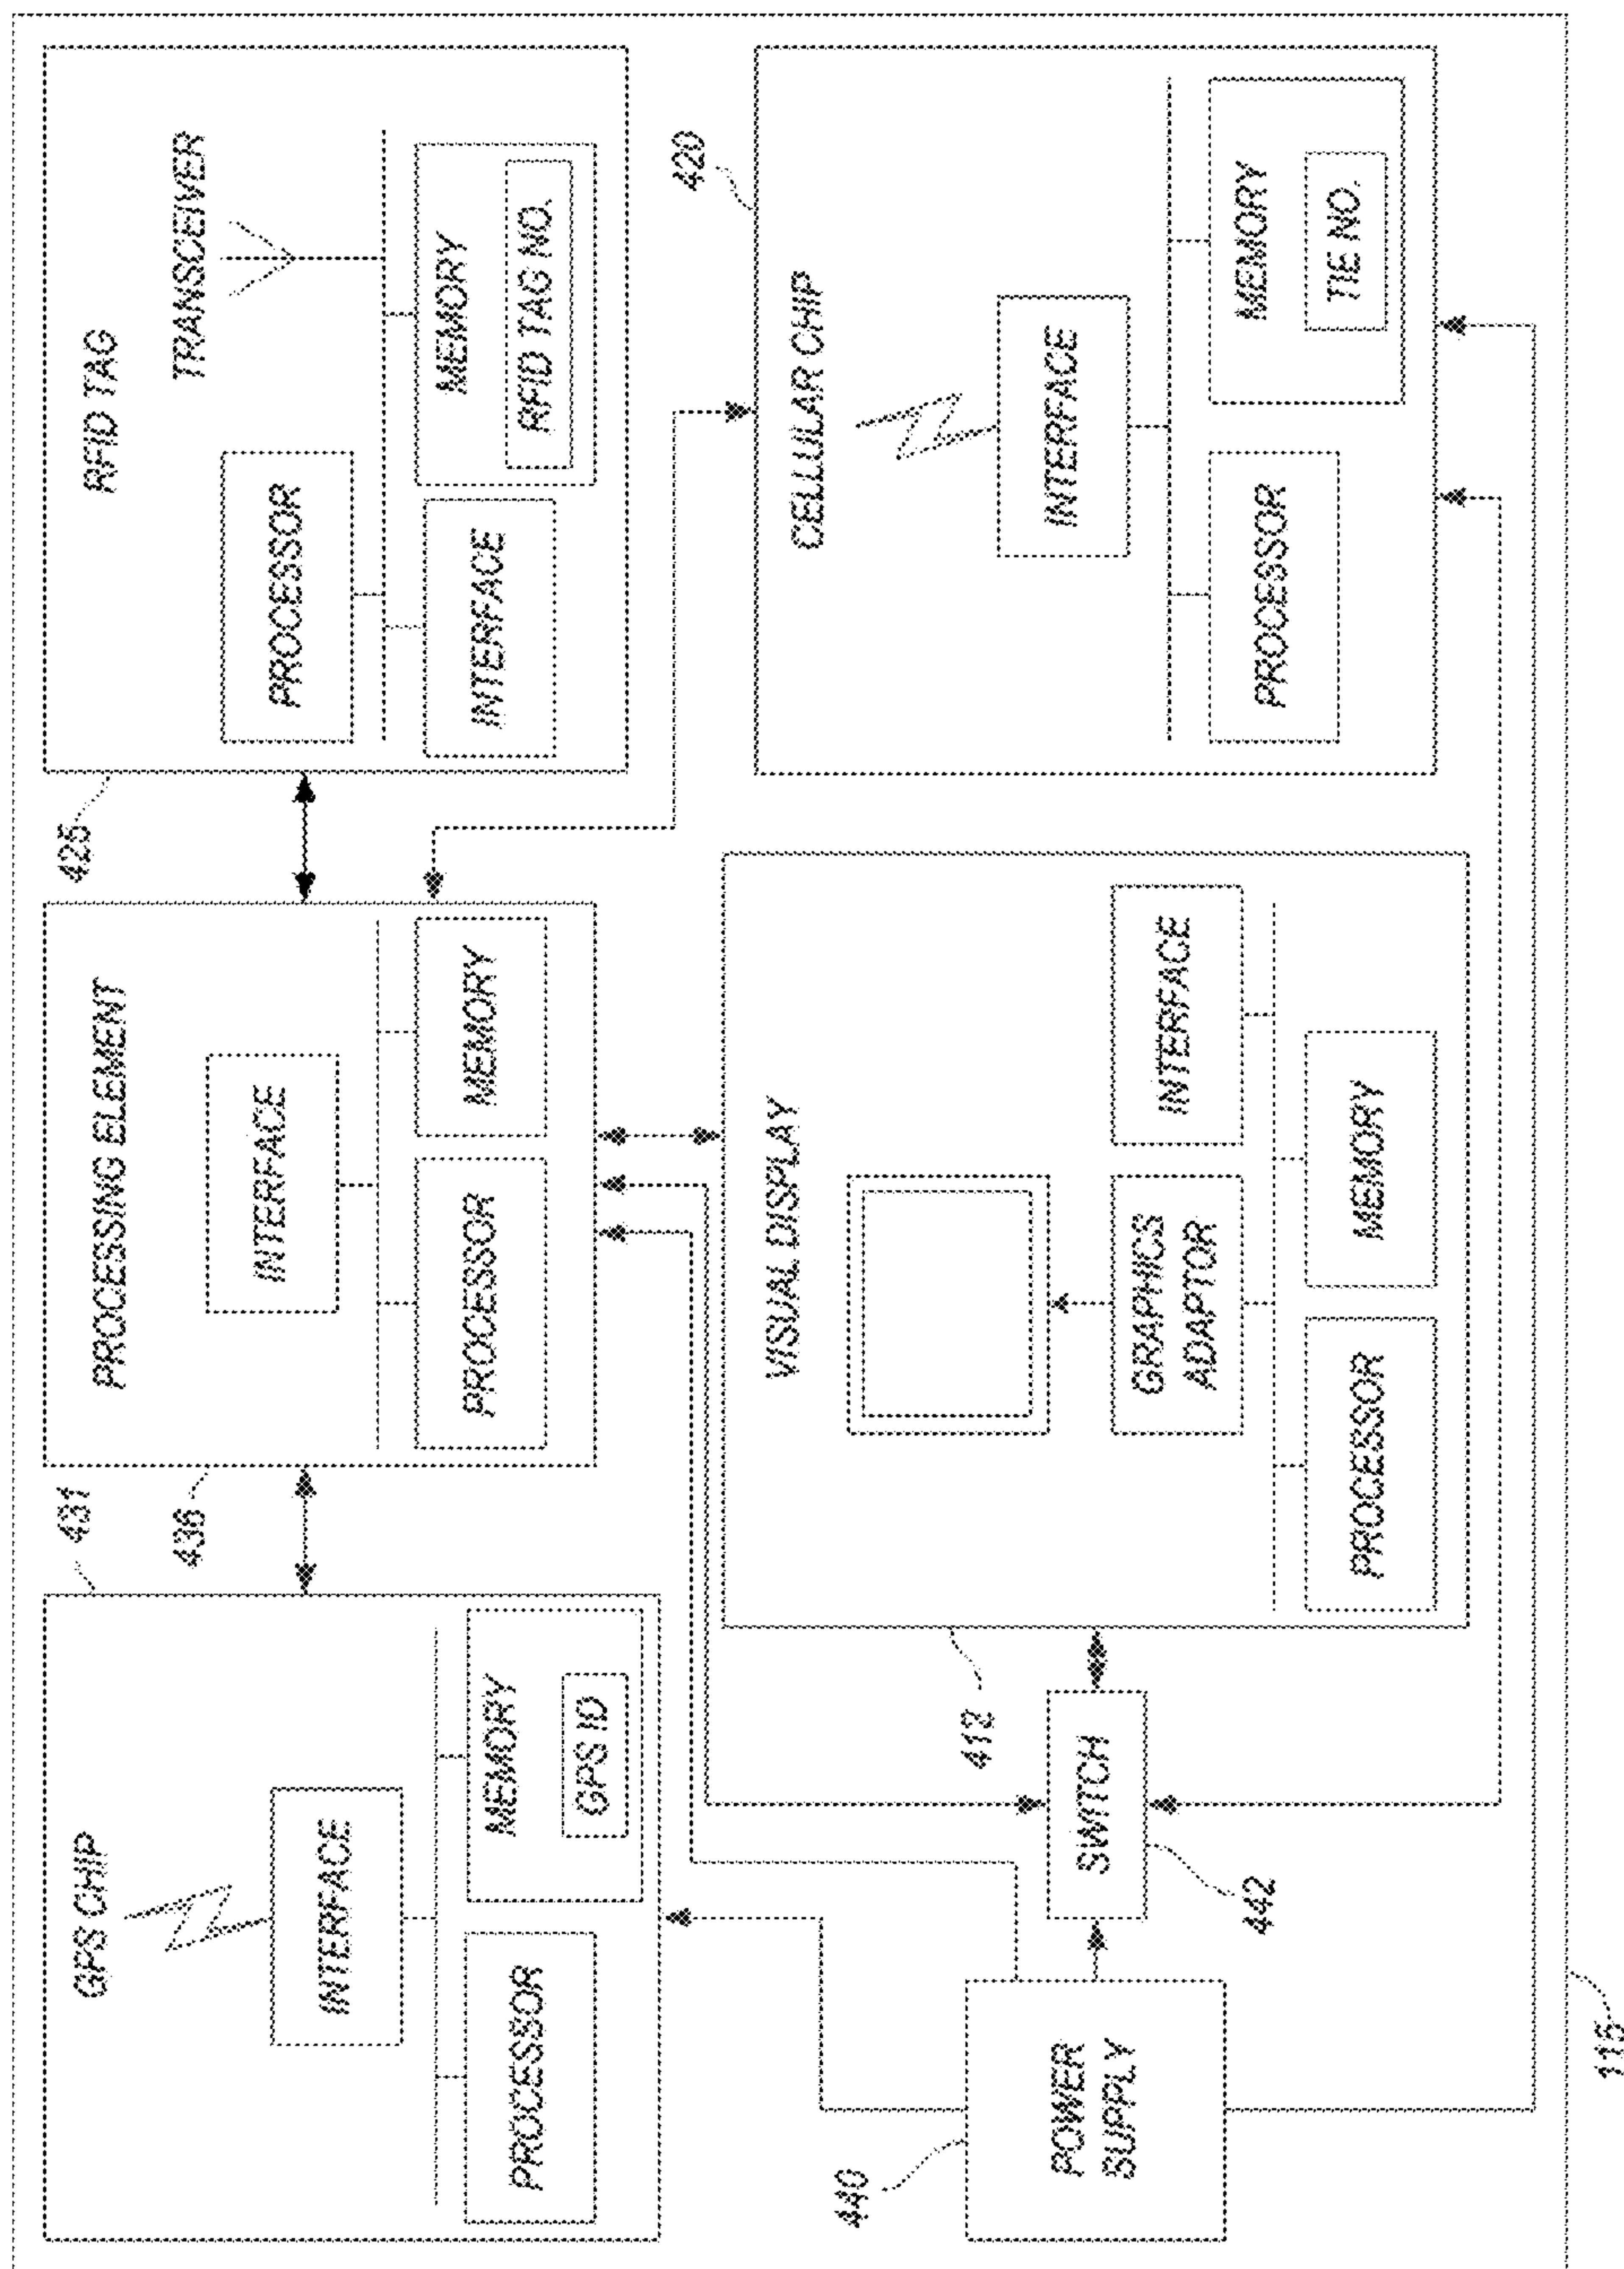 GPS CHIP
INTERFACE
PROCESSOR
MEMORY
GPS ID
431
436
PROCESSING ELEMENT
INTERFACE
PROCESSOR
MEMORY
425
RFID TAG
TRANSCEIVER
PROCESSOR
INTERFACE
MEMORY
RFID TAG NO.
440
POWER
SUPPLY
SWITCH
442
412
VISUAL DISPLAY
GRAPHICS
ADAPTOR
INTERFACE
PROCESSOR
MEMORY
420
CELLULAR CHIP
INTERFACE
PROCESSOR
MEMORY
TIE NO.
115